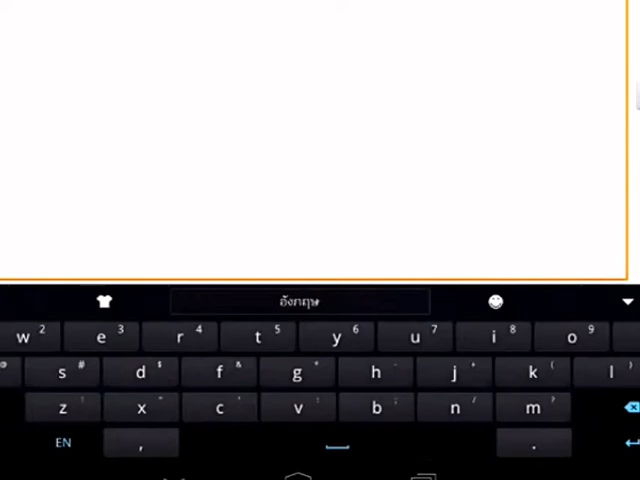 อังกฤษ
w 2 e 3 r 4 t 5 y 6 u 7 i 8 o 9
@ s # d $ f & g * h - j + k ( l )
z ! x " c ' v : b ; n / m ?
EN , .